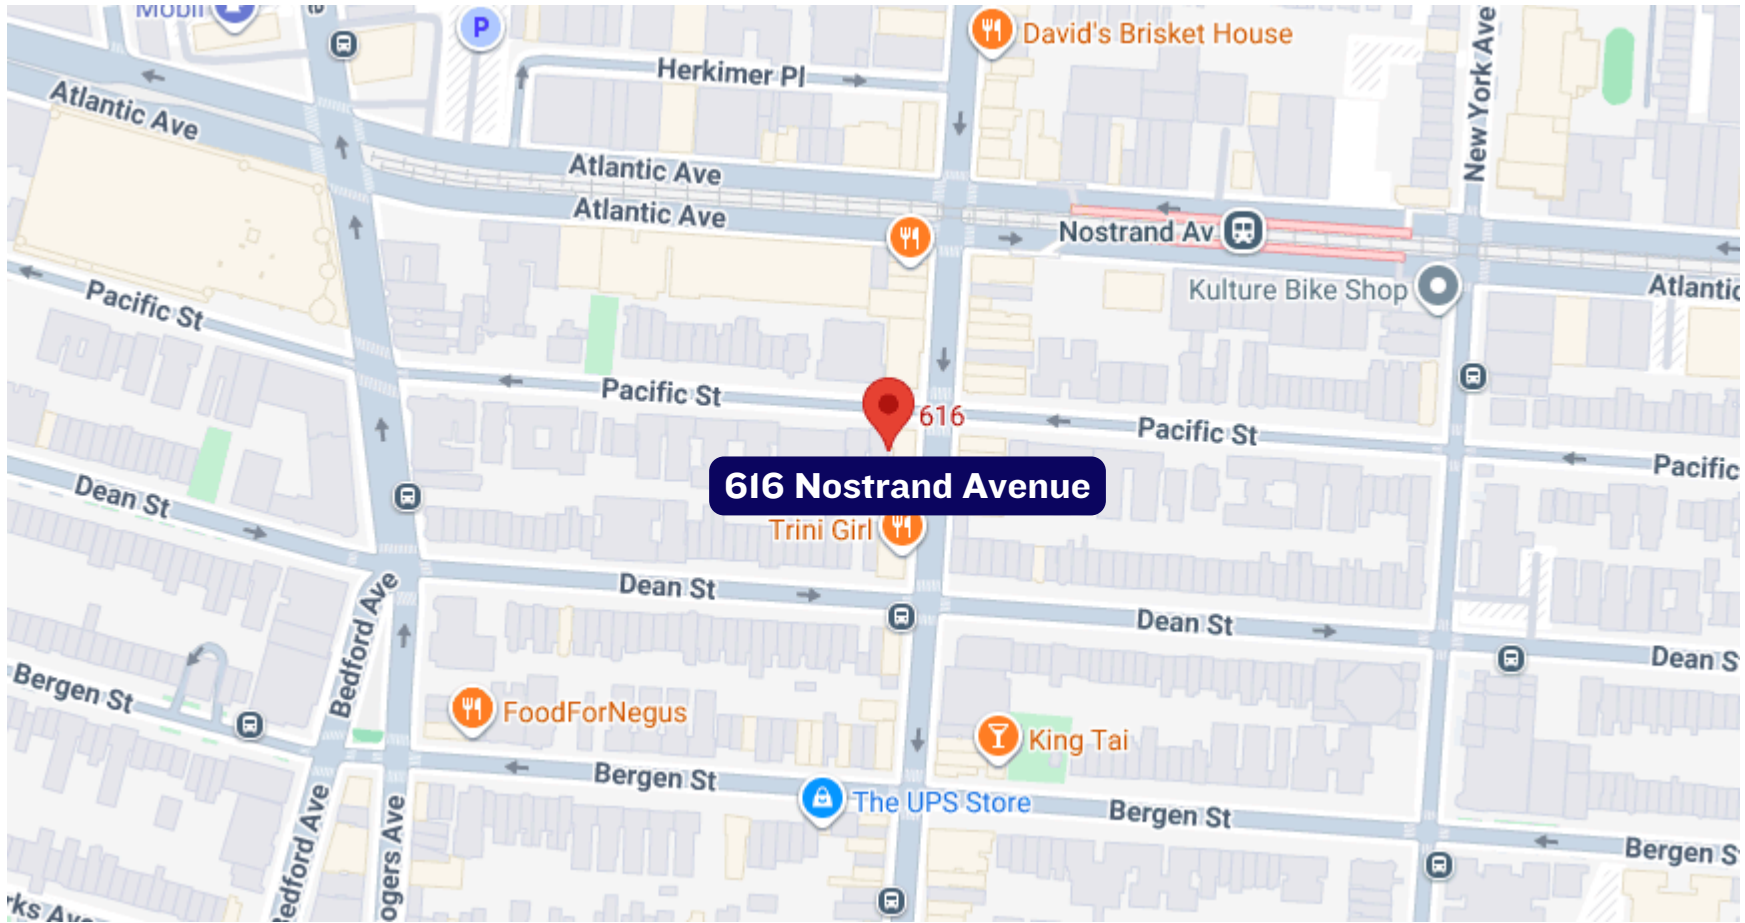 Mobil
P
David's Brisket House
Herkimer Pl
New York Ave
Atlantic Ave
Atlantic Ave
Atlantic Ave
Nostrand Av
Kulture Bike Shop
Atlantic
Pacific St
Pacific St
616
Pacific St
Pacific
616 Nostrand Avenue
Dean St
Trini Girl
Dean St
Dean St
Dean S
Bedford Ave
Bergen St
FoodForNegus
King Tai
Bergen St
The UPS Store
Bergen St
Bergen S
Bedford Ave
ogers Ave
rks Ave